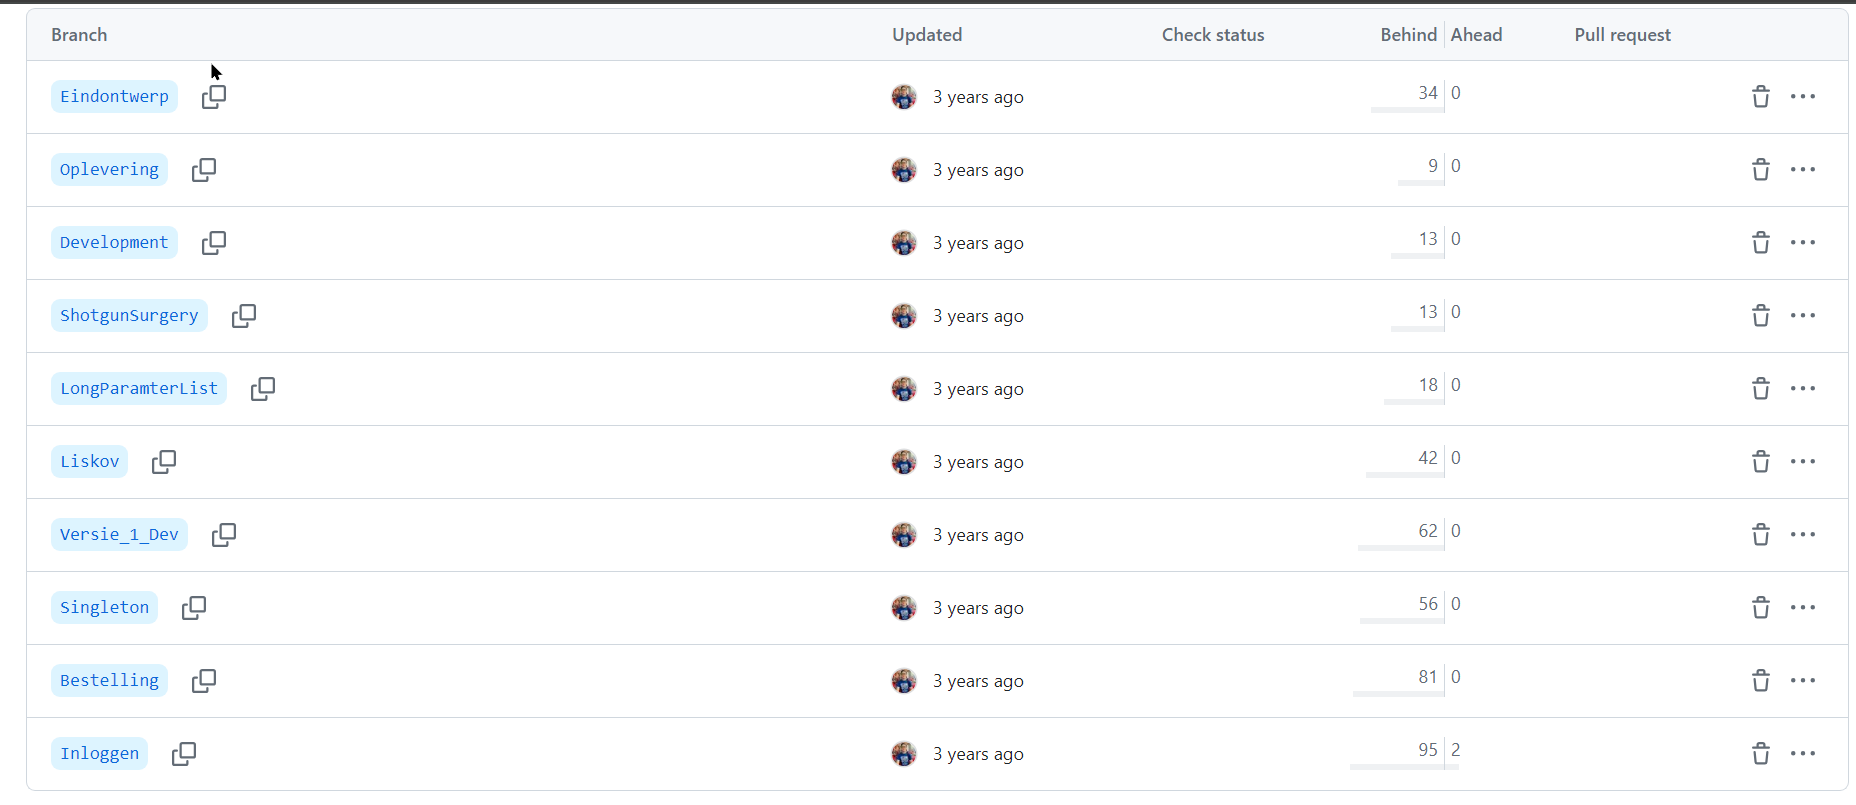 Branch Updated Check status Behind Ahead Pull request
Eindontwerp 3 years ago 34 0
Oplevering 3 years ago 9 0
Development 3 years ago 13 0
ShotgunSurgery 3 years ago 13 0
LongParamterList 3 years ago 18 0
Liskov 3 years ago 42 0
Versie_1_Dev 3 years ago 62 0
Singleton 3 years ago 56 0
Bestelling 3 years ago 81 0
Inloggen 3 years ago 95 2